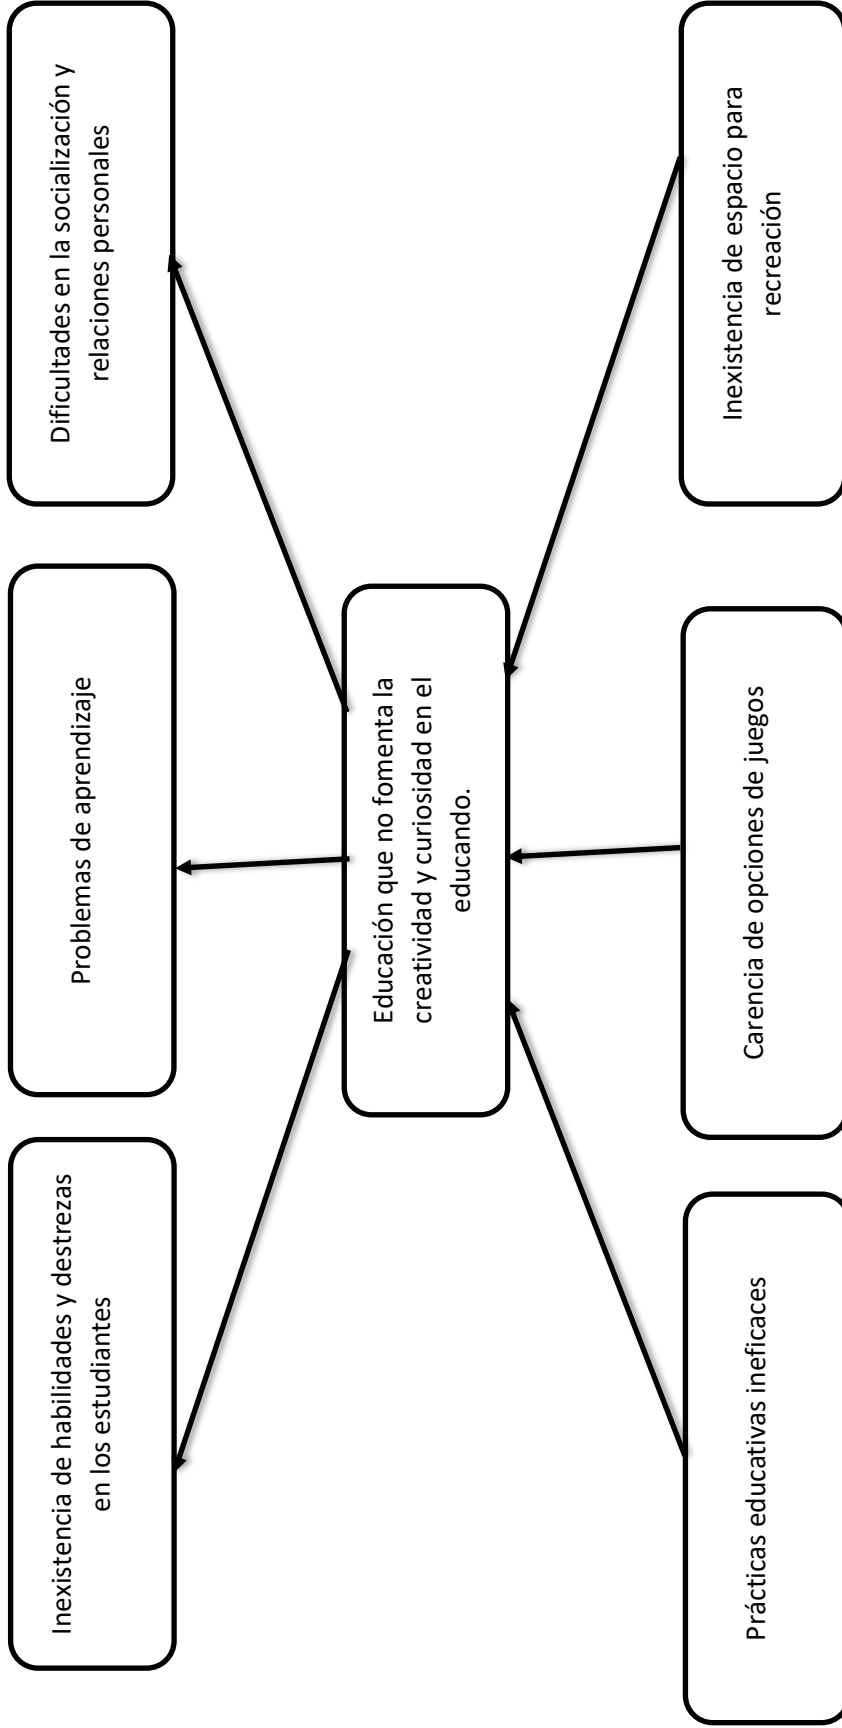 Inexistencia de habilidades y destrezas
en los estudiantes
Problemas de aprendizaje
Dificultades en la socialización y
relaciones personales
Educación que no fomenta la
creatividad y curiosidad en el
educando.
Prácticas educativas ineficaces
Carencia de opciones de juegos
Inexistencia de espacio para
recreación